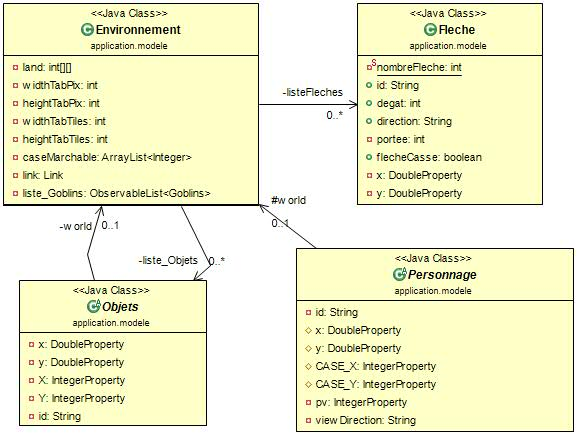 <<Java Class>>
Environnement
application.modele
land: int[][]
widthTabPix: int
heightTabPix: int
widthTabTiles: int
heightTabTiles: int
caseMarchable: ArrayList<Integer>
link: Link
liste_Goblins: ObservableList<Goblins>
-listeFleches
0..*
<<Java Class>>
Fleche
application.modele
nombreFleche: int
id: String
degat: int
direction: String
portee: int
flecheCasse: boolean
x: DoubleProperty
y: DoubleProperty
-world
0..1
-liste_Objets
0..*
#world
0..1
<<Java Class>>
Objets
application.modele
x: DoubleProperty
y: DoubleProperty
X: IntegerProperty
Y: IntegerProperty
id: String
<<Java Class>>
Personnage
application.modele
id: String
x: DoubleProperty
y: DoubleProperty
CASE_X: IntegerProperty
CASE_Y: IntegerProperty
pv: IntegerProperty
view Direction: String